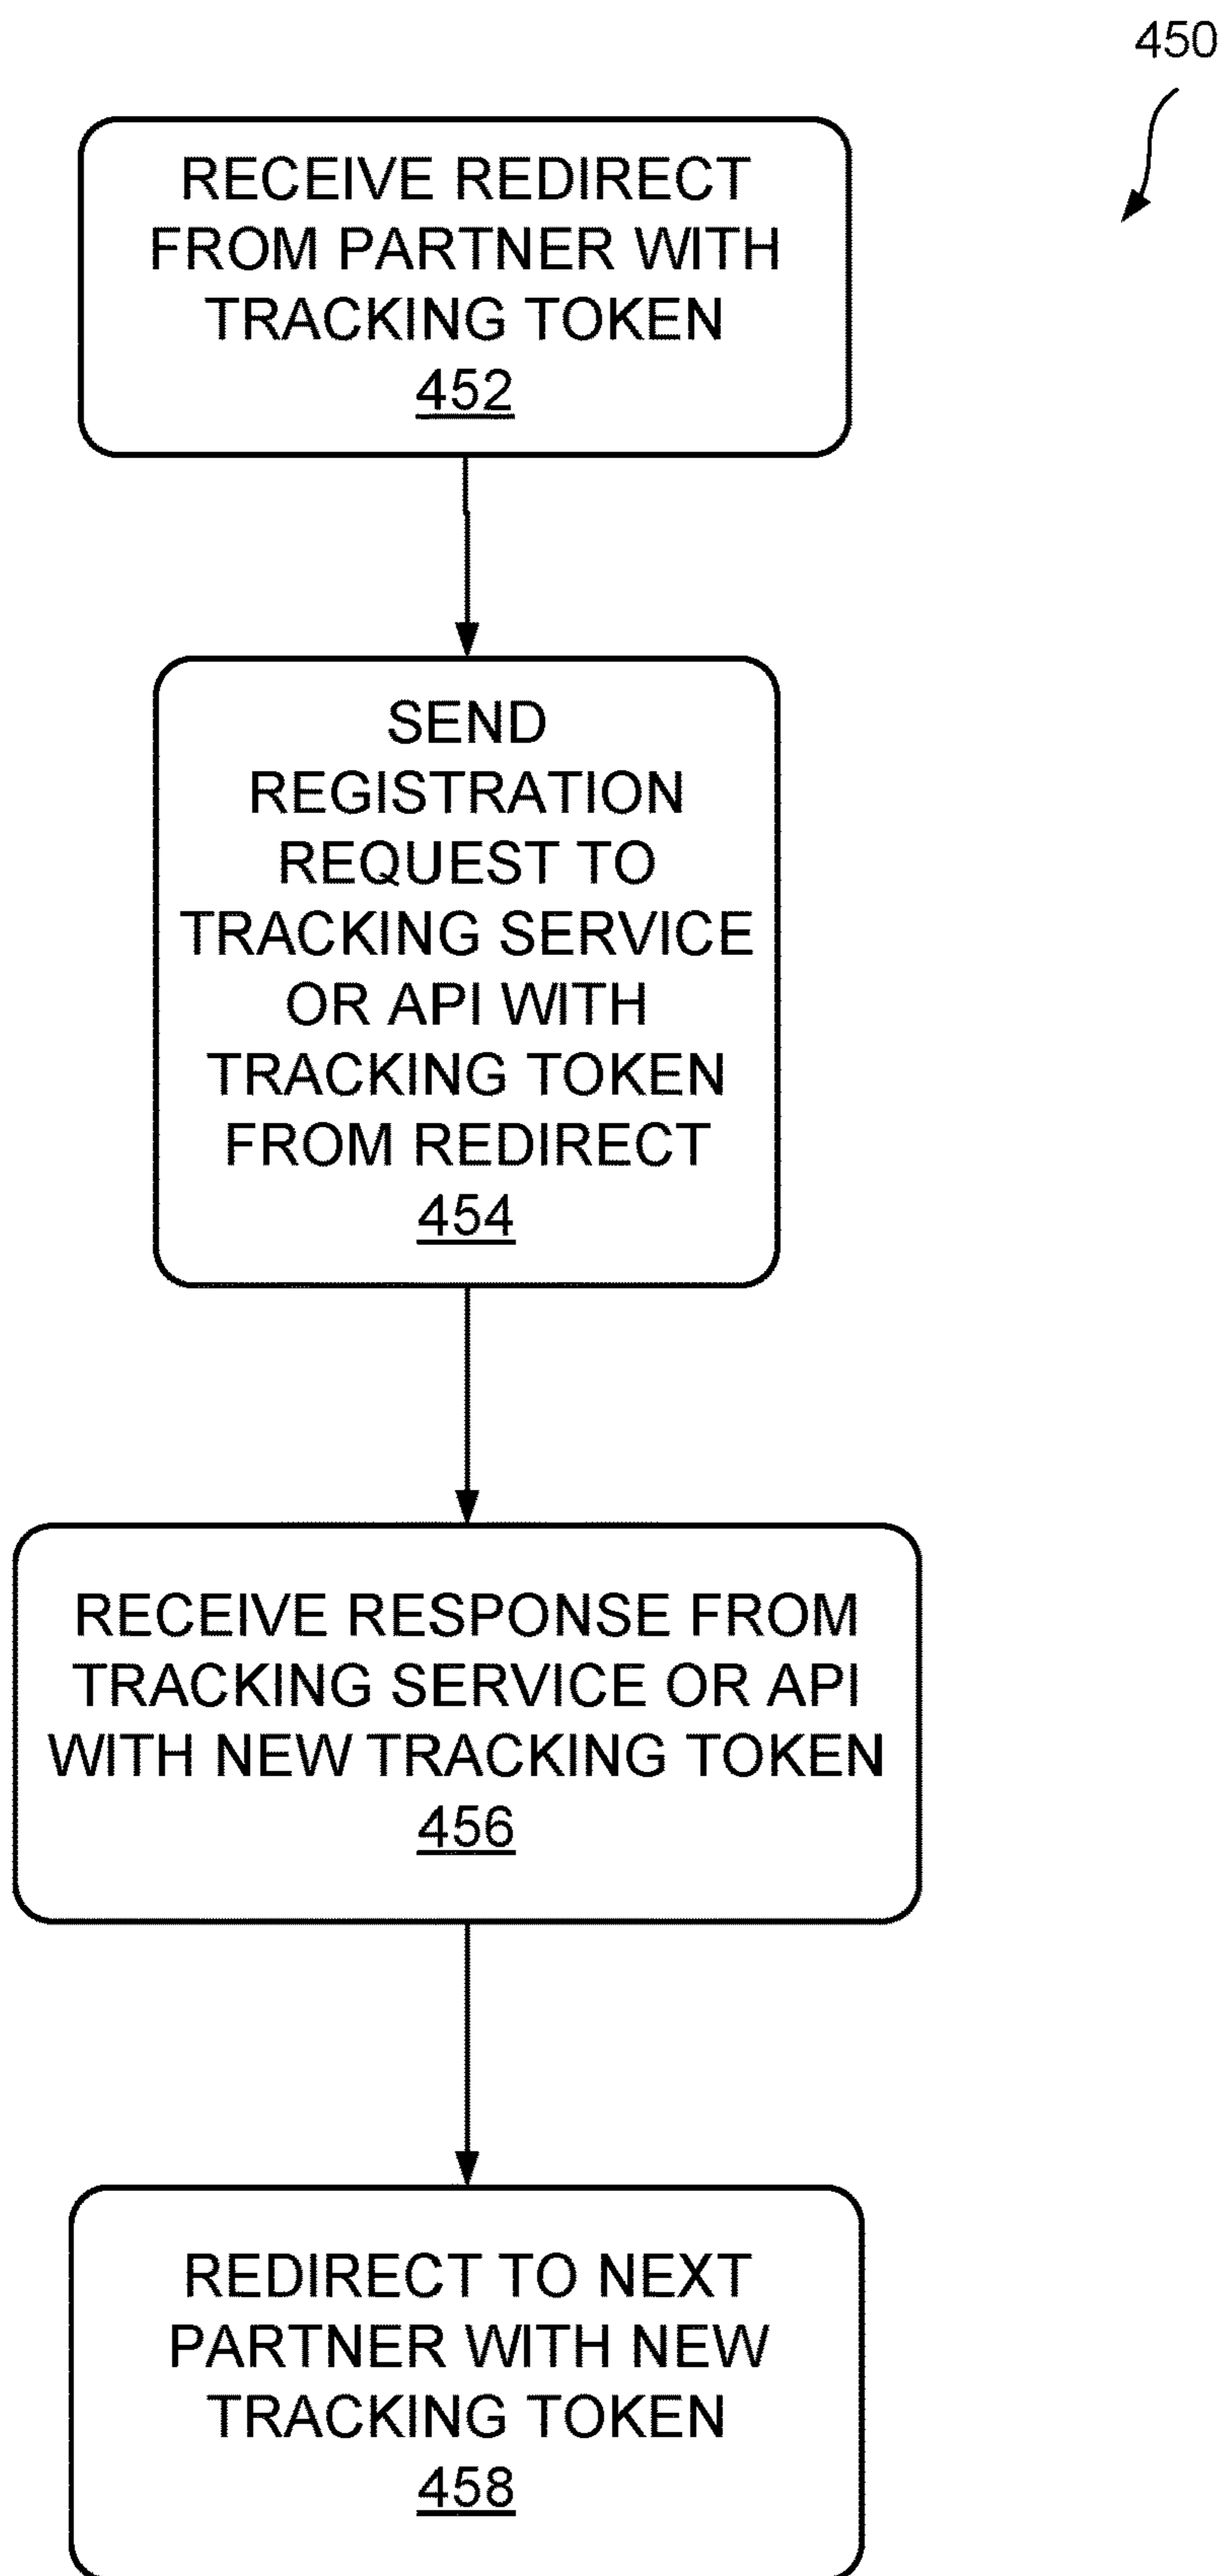 450
RECEIVE REDIRECT
FROM PARTNER WITH
TRACKING TOKEN
452
SEND
REGISTRATION
REQUEST TO
TRACKING SERVICE
OR API WITH
TRACKING TOKEN
FROM REDIRECT
454
RECEIVE RESPONSE FROM
TRACKING SERVICE OR API
WITH NEW TRACKING TOKEN
456
REDIRECT TO NEXT
PARTNER WITH NEW
TRACKING TOKEN
458